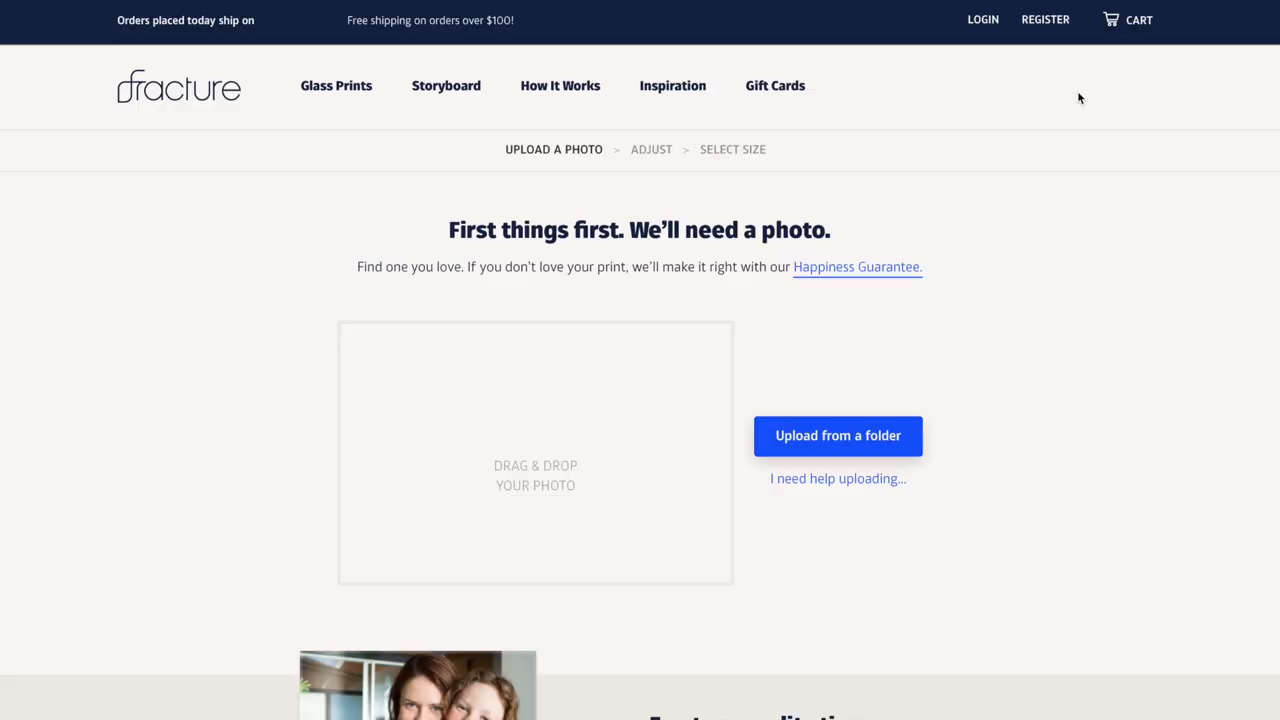 Orders placed today ship on
Free shipping on orders over $100!
LOGIN
REGISTER
CART
fracture
Glass Prints
Storyboard
How It Works
Inspiration
Gift Cards
UPLOAD A PHOTO > ADJUST > SELECT SIZE
First things first. We’ll need a photo.
Find one you love. If you don’t love your print, we’ll make it right with our Happiness Guarantee.
DRAG & DROP
YOUR PHOTO
Upload from a folder
I need help uploading...